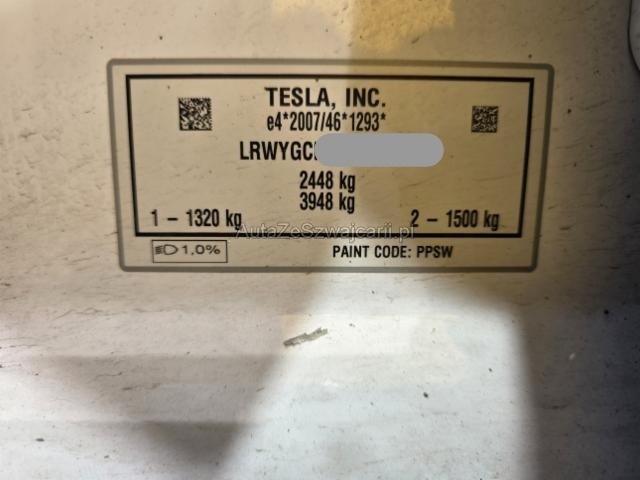 TESLA, INC.
e4*2007/46*1293*
LRWYGC
2448 kg
3948 kg
1 - 1320 kg 2 - 1500 kg
AutaZeSzwajcarii.pl
1,0% PAINT CODE: PPSW